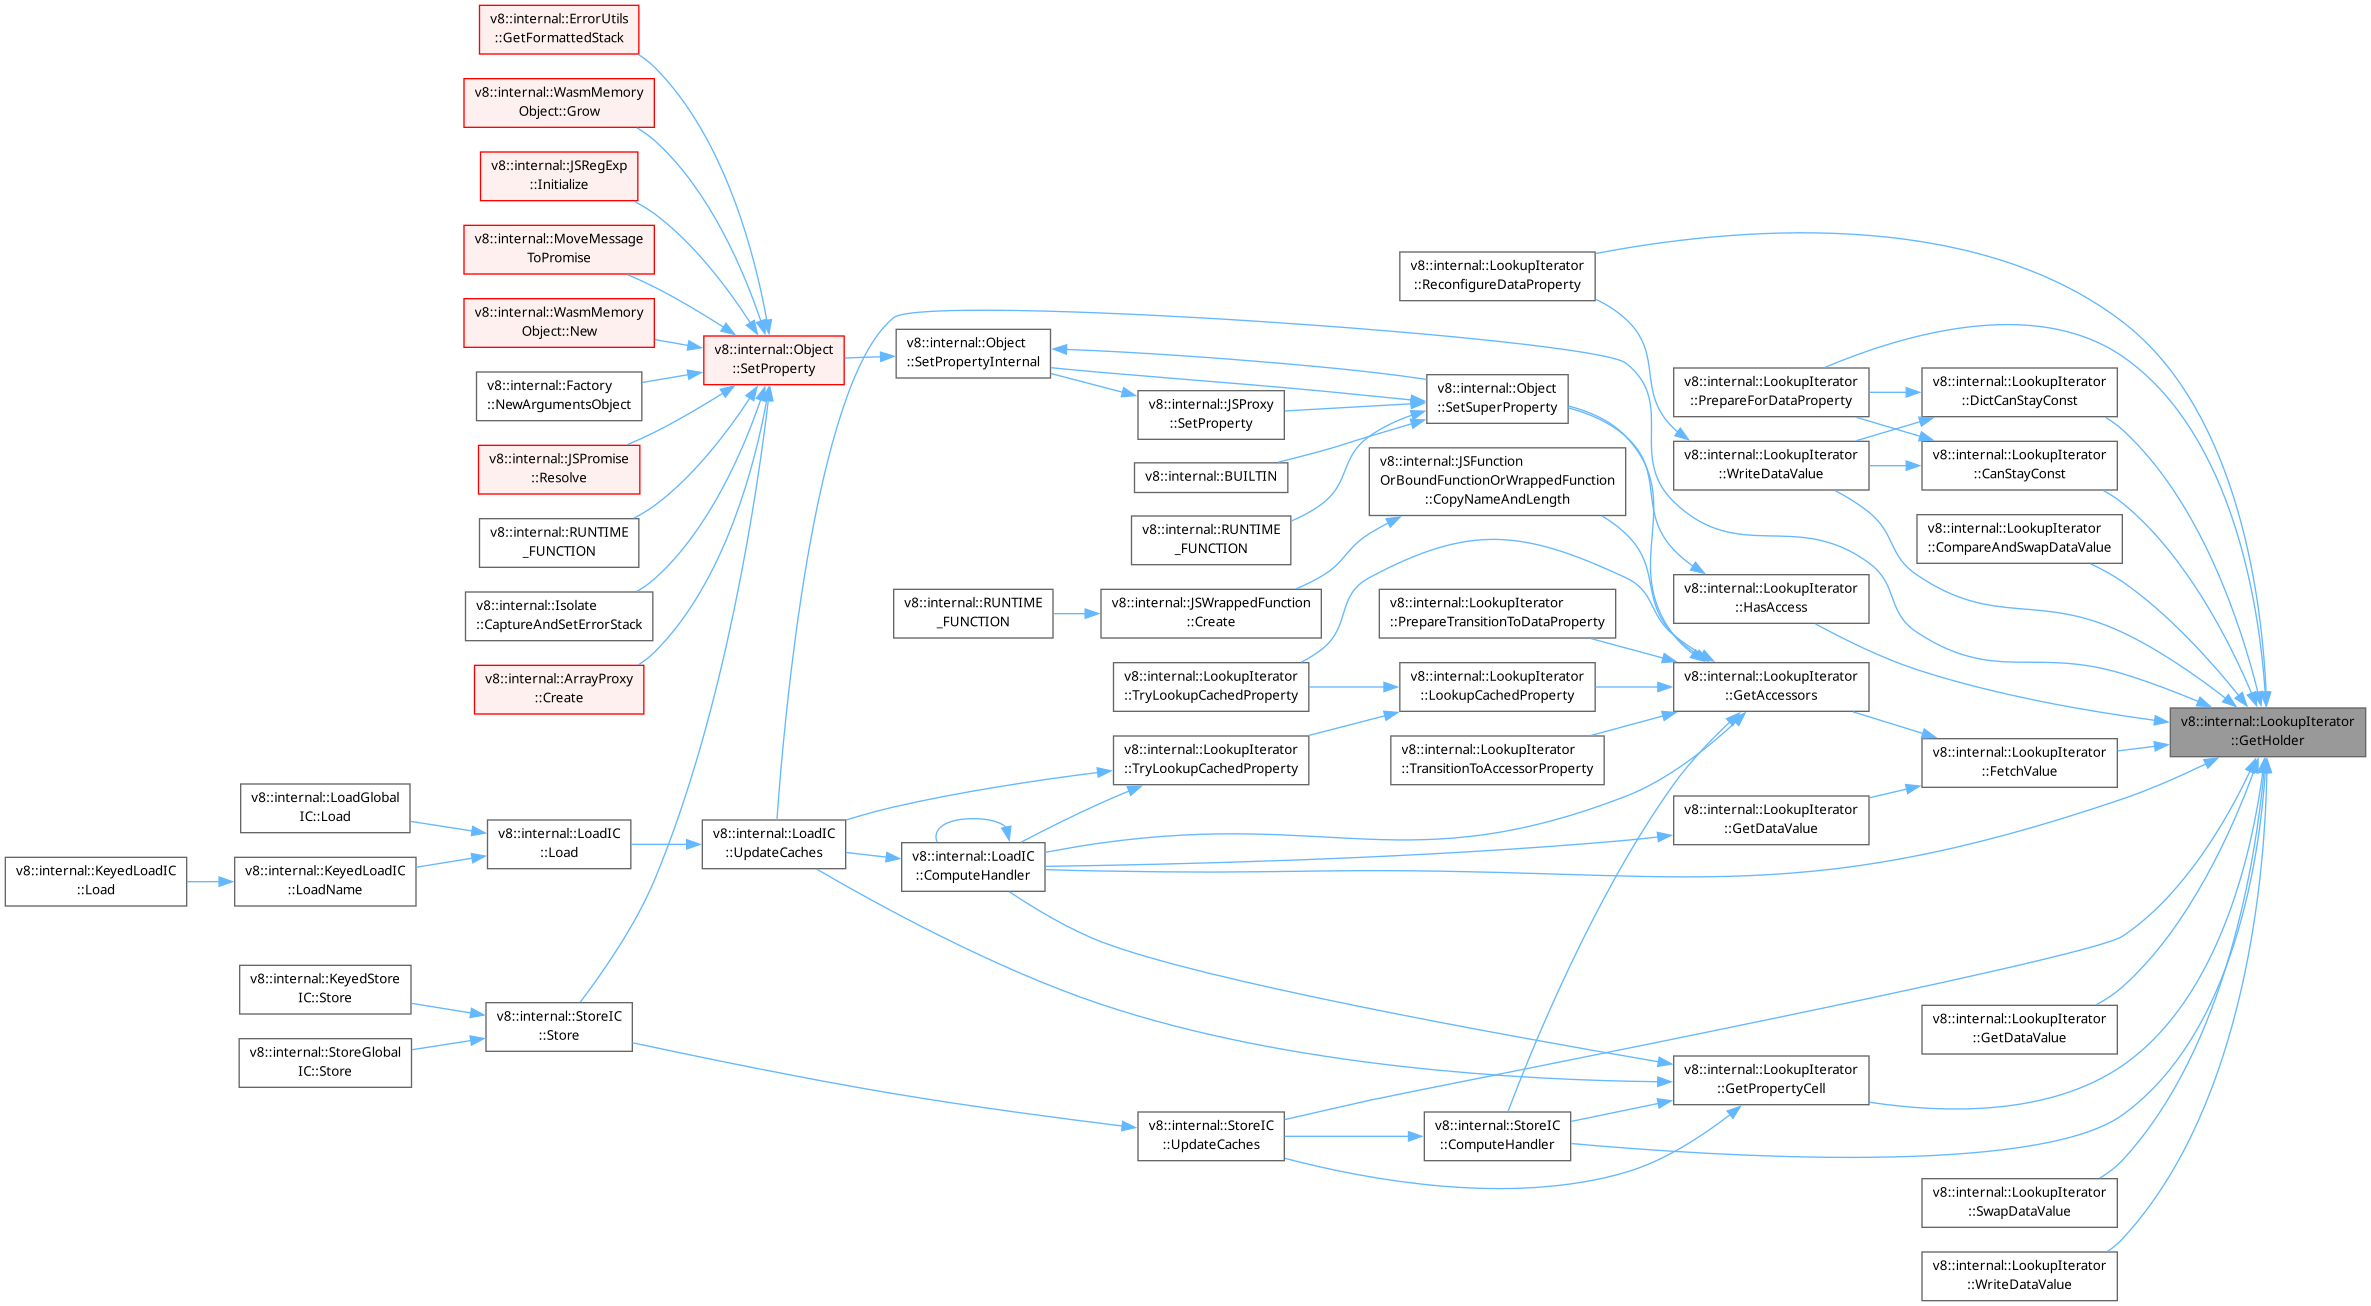 v8::internal::ErrorUtils
::GetFormattedStack
v8::internal::WasmMemory
Object::Grow
v8::internal::JSRegExp
::Initialize
v8::internal::MoveMessage
ToPromise
v8::internal::WasmMemory
Object::New
v8::internal::Factory
::NewArgumentsObject
v8::internal::JSPromise
::Resolve
v8::internal::RUNTIME
_FUNCTION
v8::internal::Isolate
::CaptureAndSetErrorStack
v8::internal::ArrayProxy
::Create
v8::internal::LoadGlobal
IC::Load
v8::internal::KeyedLoadIC
::Load
v8::internal::KeyedLoadIC
::LoadName
v8::internal::LoadIC
::Load
v8::internal::KeyedStore
IC::Store
v8::internal::StoreGlobal
IC::Store
v8::internal::StoreIC
::Store
v8::internal::Object
::SetProperty
v8::internal::LoadIC
::UpdateCaches
v8::internal::Object
::SetPropertyInternal
v8::internal::RUNTIME
_FUNCTION
v8::internal::LoadIC
::ComputeHandler
v8::internal::JSProxy
::SetProperty
v8::internal::BUILTIN
v8::internal::RUNTIME
_FUNCTION
v8::internal::JSWrappedFunction
::Create
v8::internal::LookupIterator
::TryLookupCachedProperty
v8::internal::LookupIterator
::TryLookupCachedProperty
v8::internal::StoreIC
::UpdateCaches
v8::internal::LookupIterator
::ReconfigureDataProperty
v8::internal::Object
::SetSuperProperty
v8::internal::JSFunction
OrBoundFunctionOrWrappedFunction
::CopyNameAndLength
v8::internal::LookupIterator
::PrepareTransitionToDataProperty
v8::internal::LookupIterator
::LookupCachedProperty
v8::internal::LookupIterator
::TransitionToAccessorProperty
v8::internal::StoreIC
::ComputeHandler
v8::internal::LookupIterator
::PrepareForDataProperty
v8::internal::LookupIterator
::WriteDataValue
v8::internal::LookupIterator
::HasAccess
v8::internal::LookupIterator
::GetAccessors
v8::internal::LookupIterator
::GetDataValue
v8::internal::LookupIterator
::GetPropertyCell
v8::internal::LookupIterator
::DictCanStayConst
v8::internal::LookupIterator
::CanStayConst
v8::internal::LookupIterator
::CompareAndSwapDataValue
v8::internal::LookupIterator
::FetchValue
v8::internal::LookupIterator
::GetDataValue
v8::internal::LookupIterator
::SwapDataValue
v8::internal::LookupIterator
::WriteDataValue
v8::internal::LookupIterator
::GetHolder